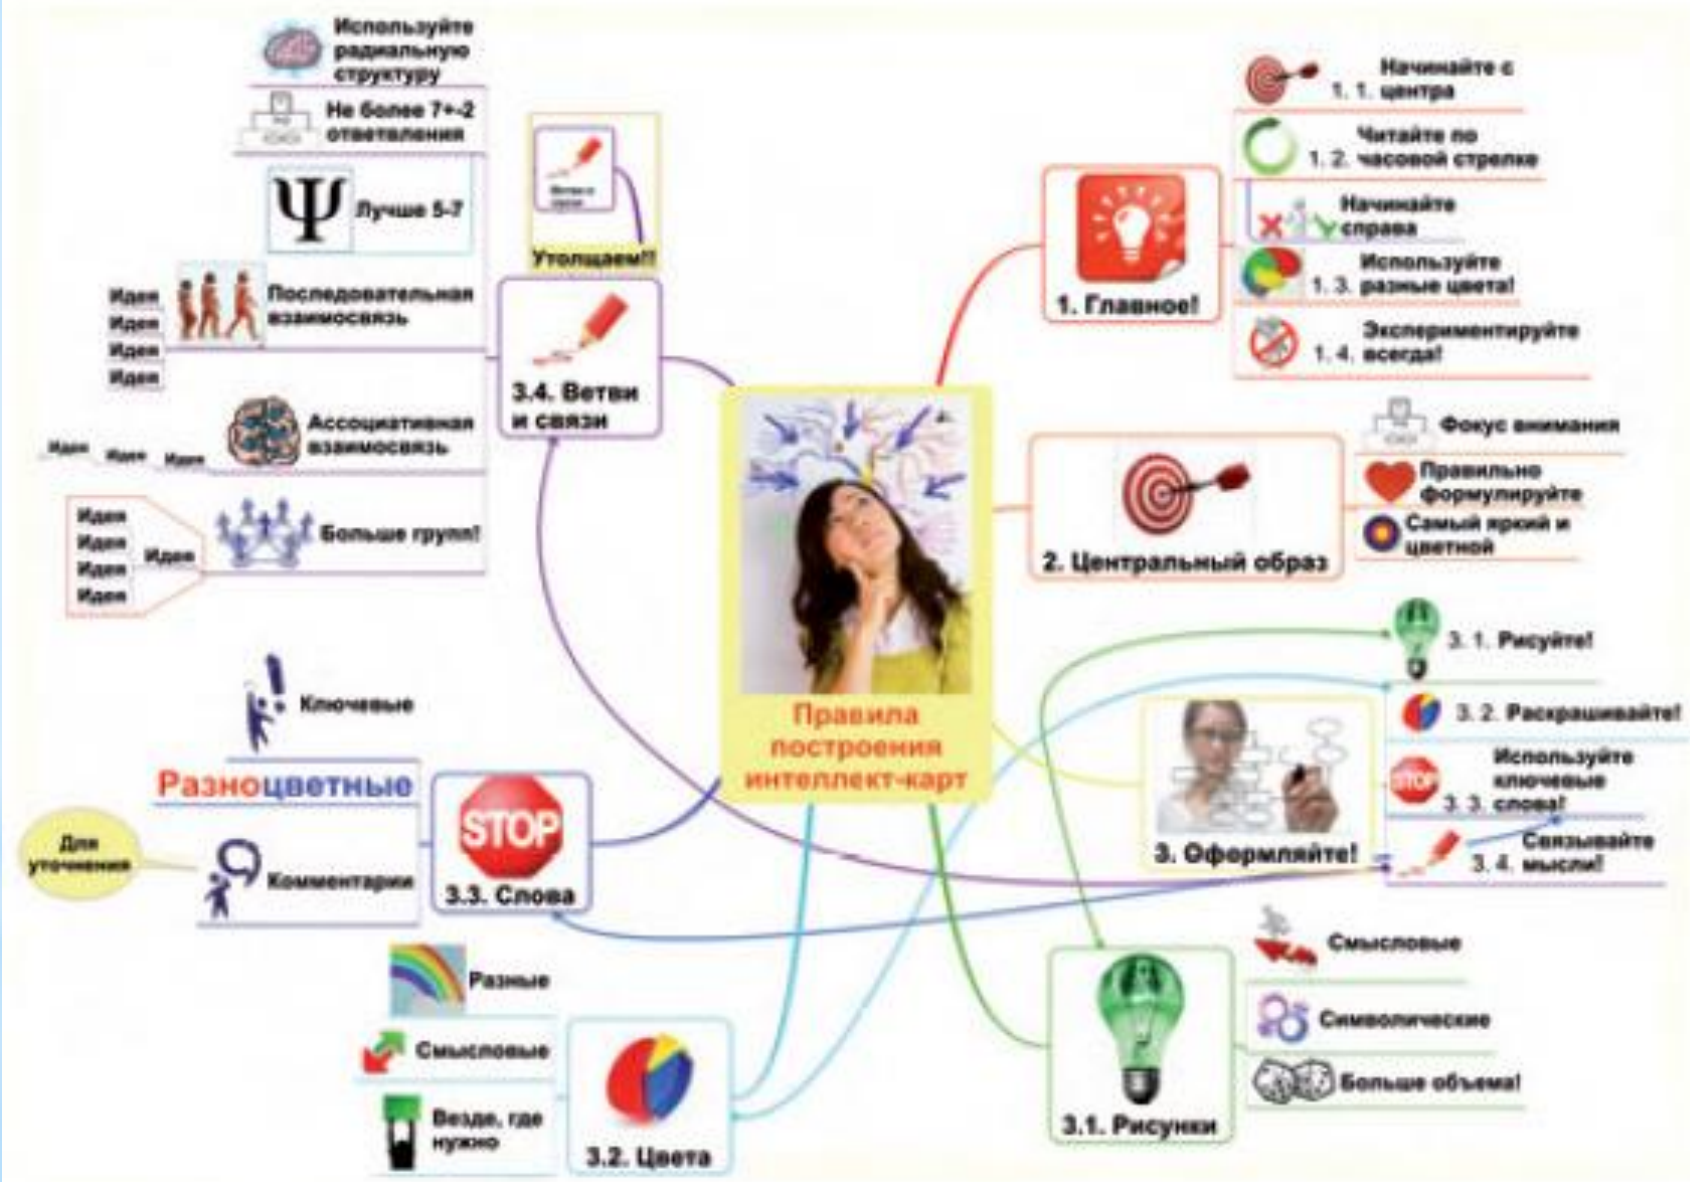 Правила
построения
интеллект-карт
1. Главное!
Начинайте с
1. 1. центра
Читайте по
1. 2. часовой стрелке
Начинайте
справа
Используйте
1. 3. разные цвета!
Экспериментируйте
1. 4. всегда!
2. Центральный образ
Фокус внимания
Правильно
формулируйте
Самый яркий и
цветной
3. Оформляйте!
3. 1. Рисуйте!
3. 2. Раскрашивайте!
STOP
Используйте
ключевые
3. 3. слова!
Связывайте
3. 4. мысли!
3.1. Рисунки
Смысловые
Символические
Больше объема!
3.2. Цвета
Разные
Смысловые
Везде, где
нужно
STOP
3.3. Слова
Ключевые
Разноцветные
Комментарии
Для
уточнения
3.4. Ветви
и связи
Ветви и
связи
Утолщаем!!
Используйте
радиальную
структуру
Не более 7+-2
ответвления
Ψ
Лучше 5-7
Последовательная
взаимосвязь
Идея
Идея
Идея
Идея
Ассоциативная
взаимосвязь
Идея Идея Идея
Больше групп!
Идея
Идея
Идея
Идея
Идея